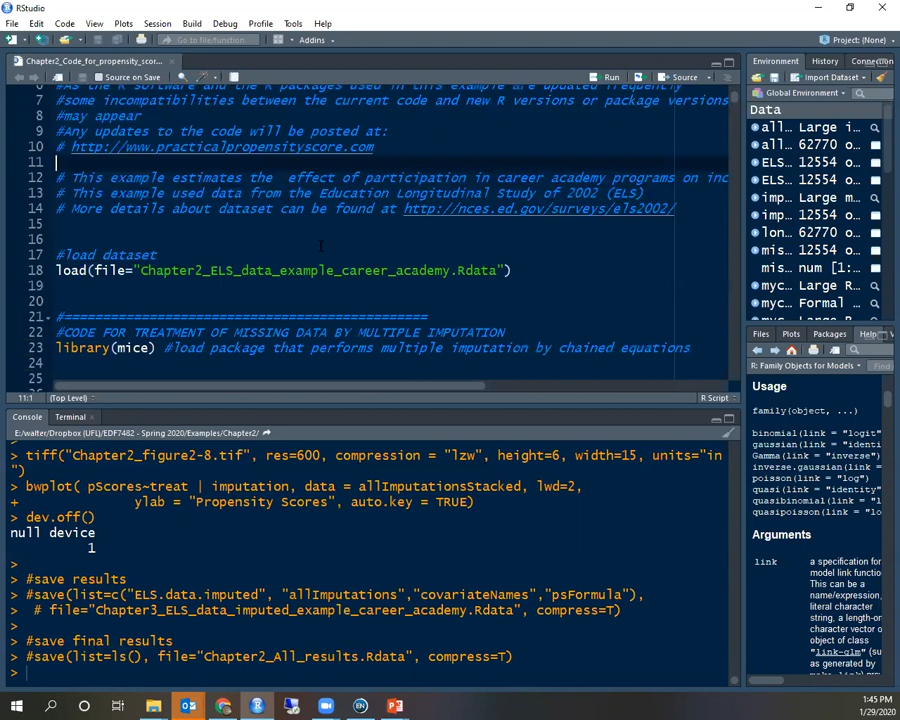 RStudio
File Edit Code View Plots Session Build Debug Profile Tools Help
Go to file/function Addins Project: (None)
Chapter2_Code_for_propensity_scor...
Source on Save Run Source
6 #As the R software and the R packages used in this example are updated frequently
7 #some incompatibilities between the current code and new R versions or package versions
8 #may appear
9 #Any updates to the code will be posted at:
10 # http://www.practicalpropensityscore.com
11
12 # This example estimates the effect of participation in career academy programs on inc
13 # This example used data from the Education Longitudinal Study of 2002 (ELS)
14 # More details about dataset can be found at http://nces.ed.gov/surveys/els2002/
15
16
17 #load dataset
18 load(file="Chapter2_ELS_data_example_career_academy.Rdata")
19
20
21 #==================================================
22 #CODE FOR TREATMENT OF MISSING DATA BY MULTIPLE IMPUTATION
23 library(mice) #load package that performs multiple imputation by chained equations
24
25
11:1 (Top Level) R Script
Console Terminal
E:/walter/Dropbox (UFL)/EDF7482 - Spring 2020/Examples/Chapter2/
> tiff("Chapter2_figure2-8.tif", res=600, compression = "lzw", height=6, width=15, units="in
")
> bwplot( pScores~treat | imputation, data = allImputationsStacked, lwd=2,
+ ylab = "Propensity Scores", auto.key = TRUE)
> dev.off()
null device
1
>
> #save results
> #save(list=c("ELS.data.imputed", "allImputations","covariateNames","psFormula"),
> # file="Chapter3_ELS_data_imputed_example_career_academy.Rdata", compress=T)
>
> #save final results
> #save(list=ls(), file="Chapter2_All_results.Rdata", compress=T)
>
Environment History Connection
Import Dataset
Global Environment
Data
all... Large i...
all... 62770 o...
ELS... 12554 o...
ELS... 12554 o...
imp... Large m...
imp... 12554 o...
lon... 62770 o...
mis... 12554 o...
mis... num [1:
myc... Large R...
myc... Formal ...
Files Plots Packages Help
R: Family Objects for Models Find
Usage
family(object, ...)
binomial(link = "logit"
gaussian(link = "identi
Gamma(link = "inverse")
inverse.gaussian(link =
poisson(link = "log")
quasi(link = "identity"
quasibinomial(link = "l
quasipoisson(link = "lo
Arguments
link a specification for
model link functio
This can be a
name/expression,
literal character
string, a length-on
character vector o
object of class
"link-glm" (su
as generated by
1:45 PM
1/29/2020